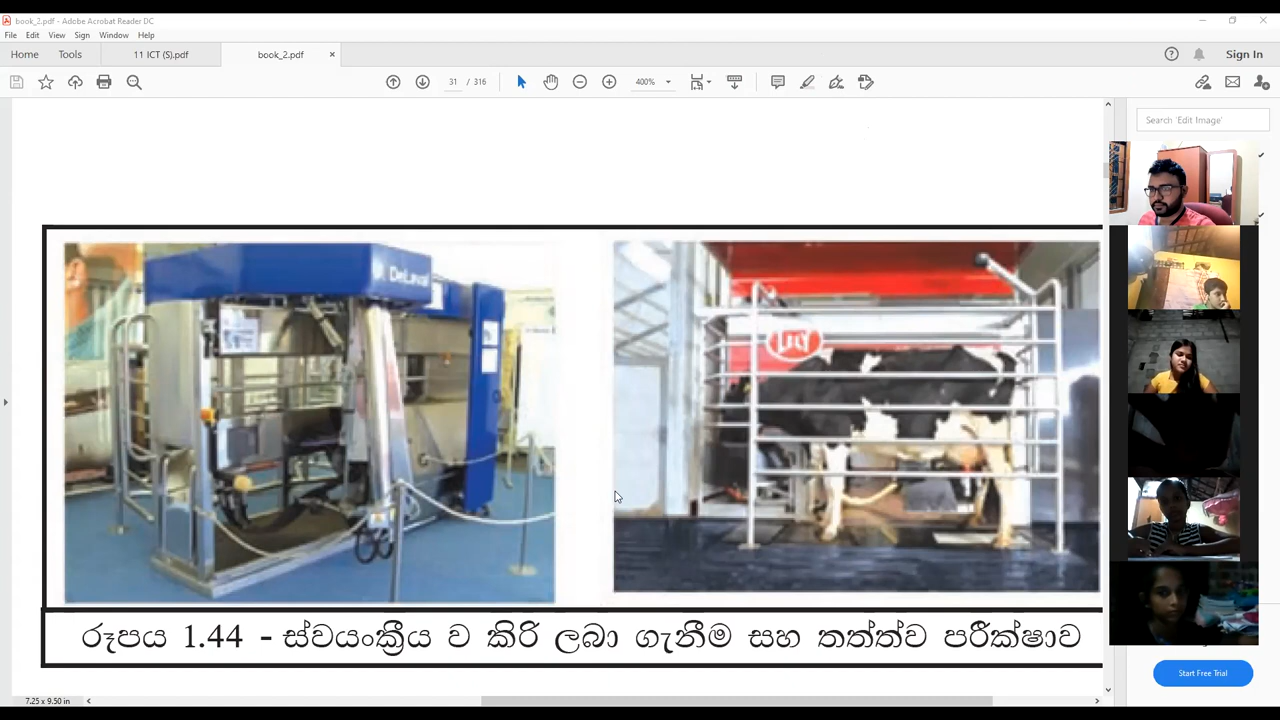 book_2.pdf - Adobe Acrobat Reader DC
File Edit View Sign Window Help
Home Tools 11 ICT (S).pdf book_2.pdf × Sign In
31 / 316 400%
Search 'Edit Image'
DeLaval
LELY
රූපය 1.44 - ස්වයංක්‍රීය ව කිරි ලබා ගැනීම සහ තත්ත්ව පරීක්ෂාව
Start Free Trial
7.25 x 9.50 in